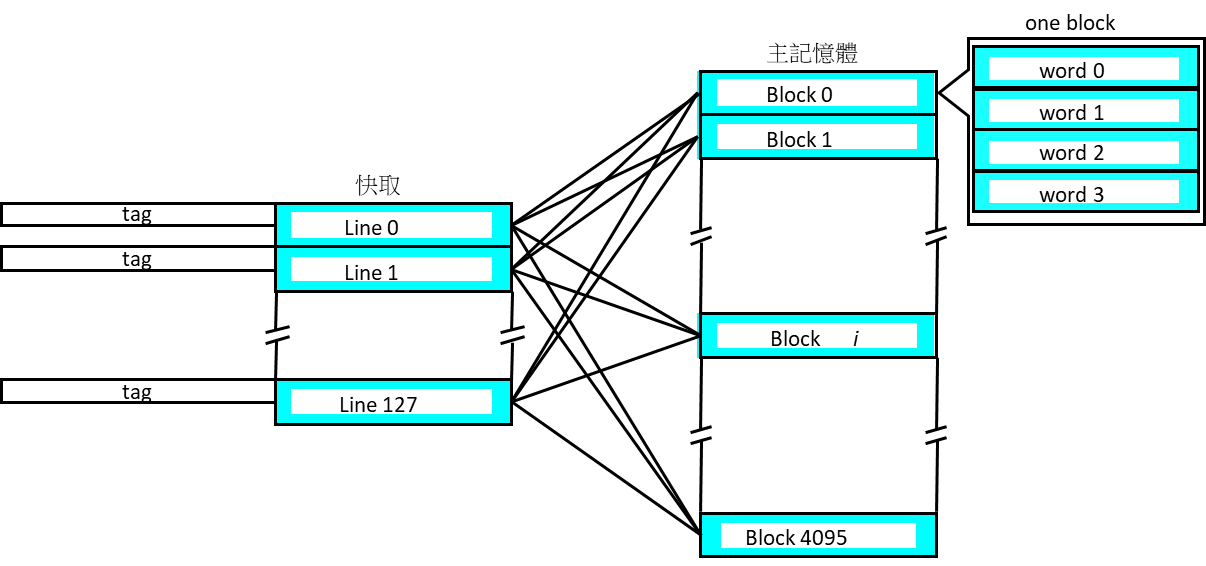 one block
主記憶體
word 0
Block 0
word 1
Block 1
word 2
快取
word 3
tag
Line 0
tag
Line 1
Block i
tag
Line 127
Block 4095